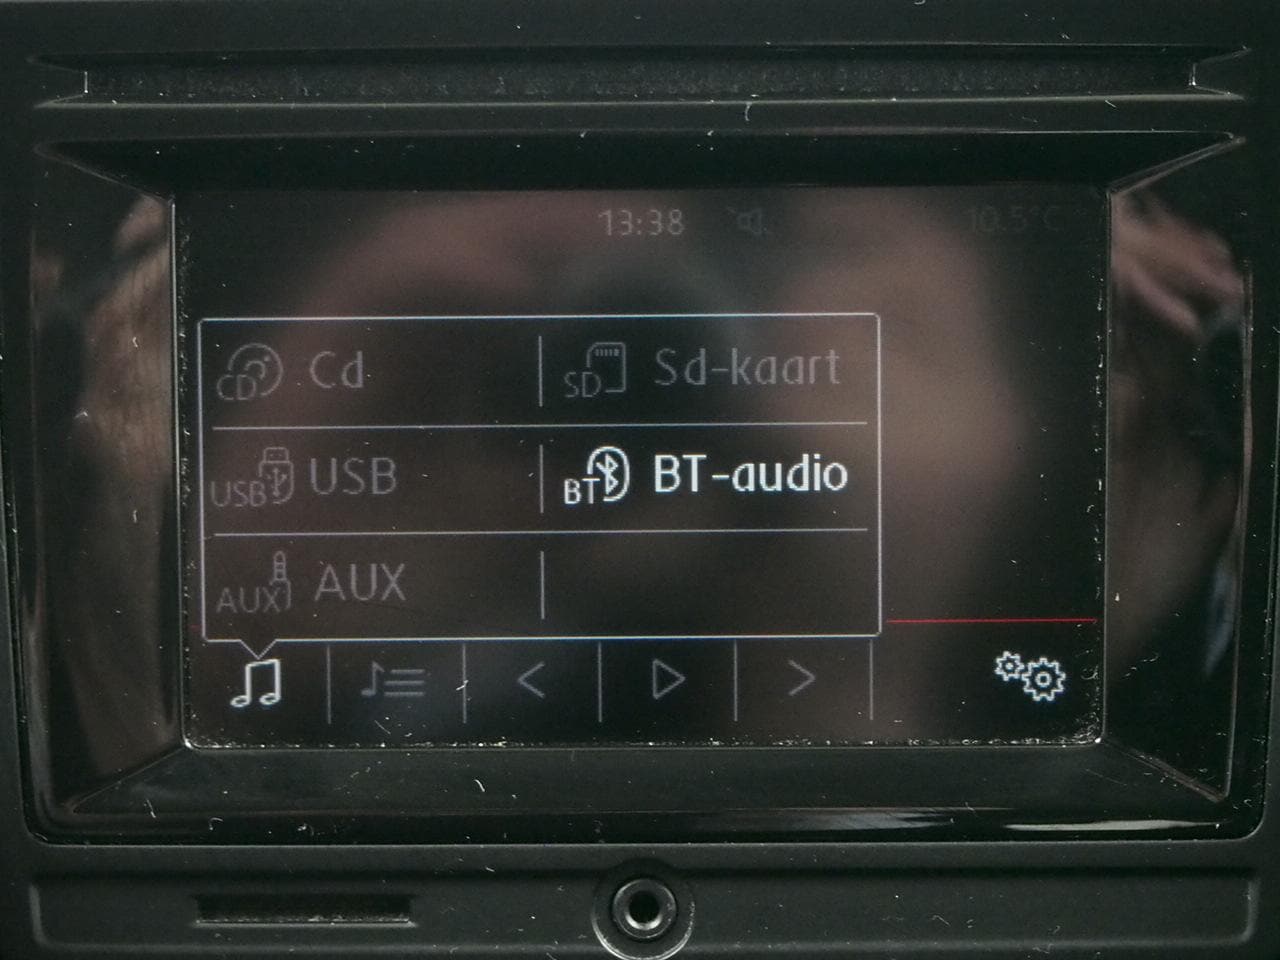 13:38 10.5°C
CD Cd SD Sd-kaart
USB USB BT BT-audio
AUX AUX